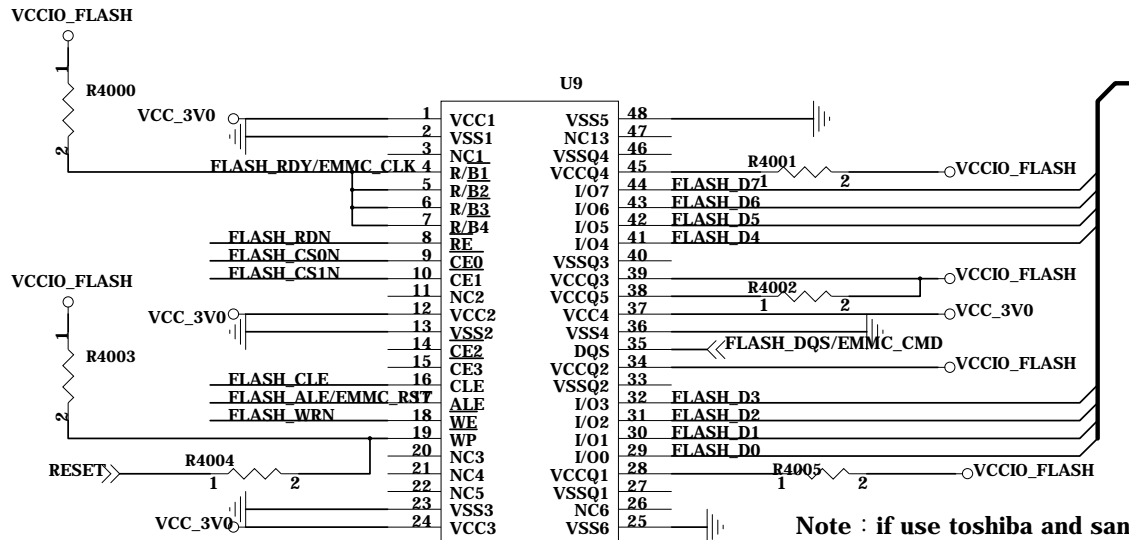 VCCIO_FLASH
1
R4000
2
U9
VCC_3V0
1 VCC1 VSS5 48
2 VSS1 NC13 47
3 NC1 VSSQ4 46
FLASH_RDY/EMMC_CLK 4 R/B1 VCCQ4 45 R4001 1 2 VCCIO_FLASH
5 R/B2 I/O7 44 FLASH_D7
6 R/B3 I/O6 43 FLASH_D6
7 R/B4 I/O5 42 FLASH_D5
FLASH_RDN 8 RE I/O4 41 FLASH_D4
FLASH_CS0N 9 CE0 VSSQ3 40
FLASH_CS1N 10 CE1 VCCQ3 39 VCCIO_FLASH
11 NC2 VCCQ5 38 R4002 1 2
VCC_3V0 12 VCC2 VCC4 37 VCC_3V0
13 VSS2 VSS4 36
14 CE2 DQS 35 FLASH_DQS/EMMC_CMD
15 CE3 VCCQ2 34 VCCIO_FLASH
FLASH_CLE 16 CLE VSSQ2 33
FLASH_ALE/EMMC_RST 17 ALE I/O3 32 FLASH_D3
FLASH_WRN 18 WE I/O2 31 FLASH_D2
19 WP I/O1 30 FLASH_D1
20 NC3 I/O0 29 FLASH_D0
VCCIO_FLASH
1
R4003
2
RESET R4004 1 2
21 NC4 VCCQ1 28 R4005 1 2 VCCIO_FLASH
22 NC5 VSSQ1 27
23 VSS3 NC6 26
VCC_3V0 24 VCC3 VSS6 25
Note : if use toshiba and san